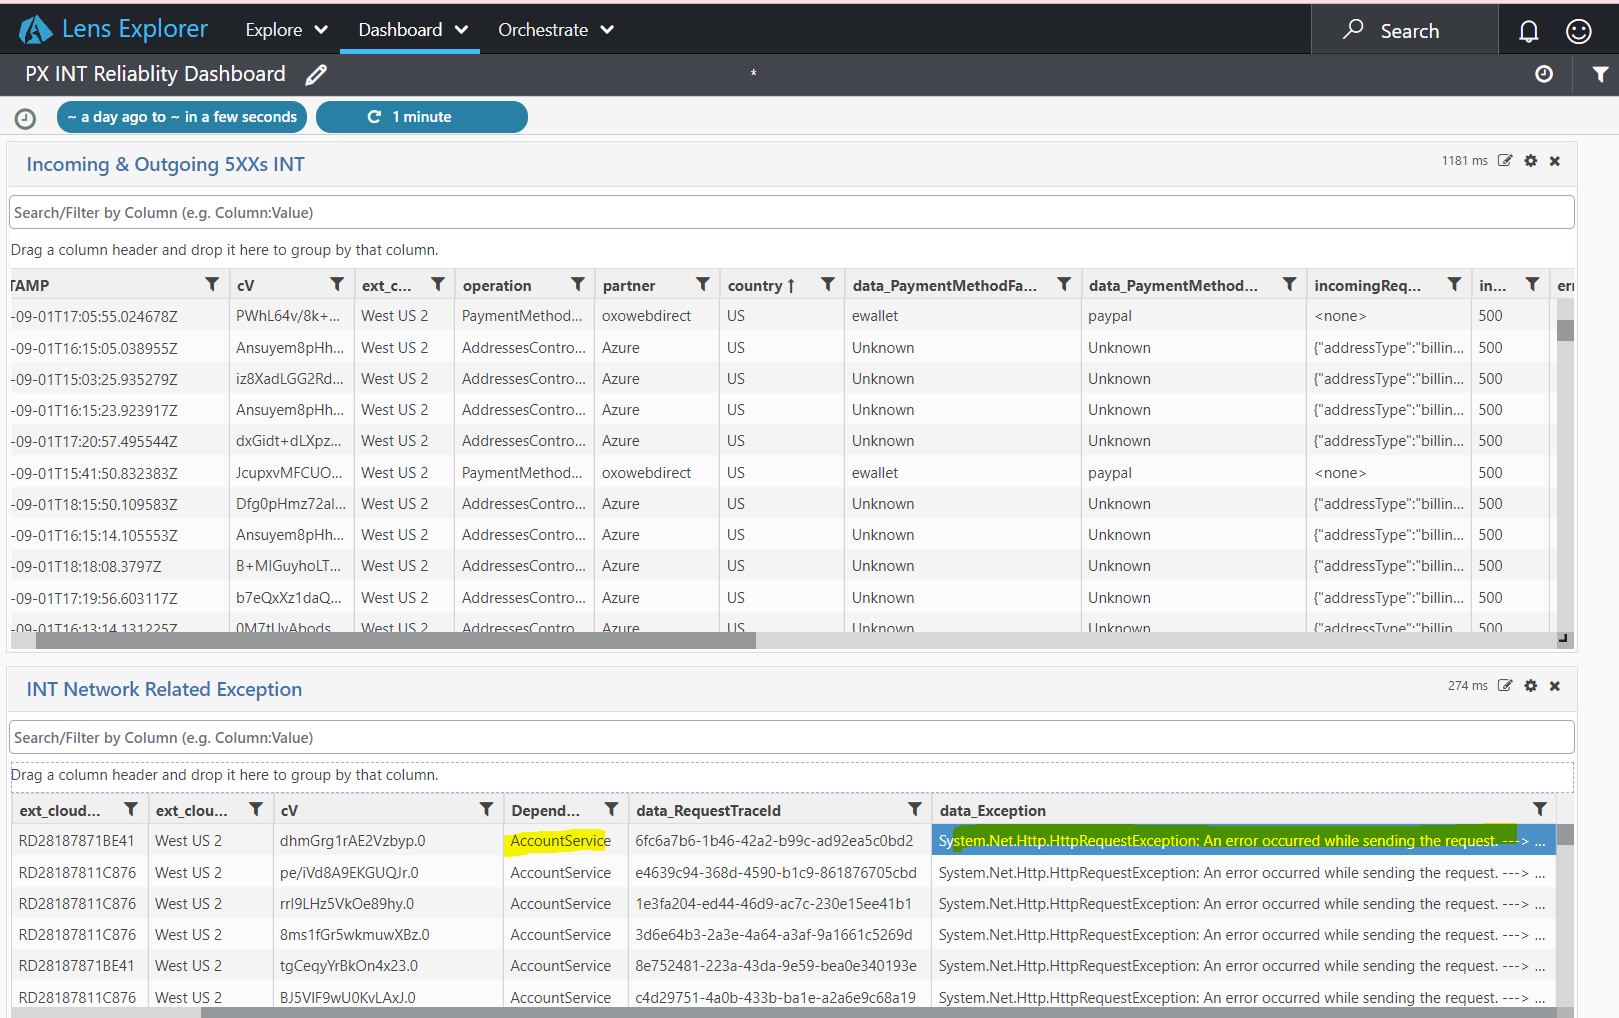 Lens Explorer Explore Dashboard Orchestrate Search
PX INT Reliablity Dashboard *
~ a day ago to ~ in a few seconds 1 minute
Incoming & Outgoing 5XXs INT 1181 ms
Search/Filter by Column (e.g. Column:Value)
Drag a column header and drop it here to group by that column.
TAMP cV ext_c... operation partner country ↑ data_PaymentMethodFa... data_PaymentMethod... incomingReq... in... err
-09-01T17:05:55.024678Z PWhL64v/8k+... West US 2 PaymentMethod... oxowebdirect US ewallet paypal <none> 500
-09-01T16:15:05.038955Z Ansuyem8pHh... West US 2 AddressesContro... Azure US Unknown Unknown {"addressType":"billin... 500
-09-01T15:03:25.935279Z iz8XadLGG2Rd... West US 2 AddressesContro... Azure US Unknown Unknown {"addressType":"billin... 500
-09-01T16:15:23.923917Z Ansuyem8pHh... West US 2 AddressesContro... Azure US Unknown Unknown {"addressType":"billin... 500
-09-01T17:20:57.495544Z dxGidt+dLXpz... West US 2 AddressesContro... Azure US Unknown Unknown {"addressType":"billin... 500
-09-01T15:41:50.832383Z JcupxvMFCUO... West US 2 PaymentMethod... oxowebdirect US ewallet paypal <none> 500
-09-01T18:15:50.109583Z Dfg0pHmz72al... West US 2 AddressesContro... Azure US Unknown Unknown {"addressType":"billin... 500
-09-01T16:15:14.105553Z Ansuyem8pHh... West US 2 AddressesContro... Azure US Unknown Unknown {"addressType":"billin... 500
-09-01T18:18:08.3797Z B+MIGuyhoLT... West US 2 AddressesContro... Azure US Unknown Unknown {"addressType":"billin... 500
-09-01T17:19:56.603117Z b7eQxXz1daQ... West US 2 AddressesContro... Azure US Unknown Unknown {"addressType":"billin... 500
-09-01T16:13:14.131225Z 0M7tUyAbods West US 2 AddressesContro Azure US Unknown Unknown {"addressType":"billin 500
INT Network Related Exception 274 ms
Search/Filter by Column (e.g. Column:Value)
Drag a column header and drop it here to group by that column.
ext_cloud... ext_clou... cV Depend... data_RequestTraceId data_Exception
RD28187871BE41 West US 2 dhmGrg1rAE2Vzbyp.0 AccountService 6fc6a7b6-1b46-42a2-b99c-ad92ea5c0bd2 System.Net.Http.HttpRequestException: An error occurred while sending the request. ---> ...
RD28187811C876 West US 2 pe/iVd8A9EKGUQJr.0 AccountService e4639c94-368d-4590-b1c9-861876705cbd System.Net.Http.HttpRequestException: An error occurred while sending the request. ---> ...
RD28187811C876 West US 2 rrI9LHz5VkOe89hy.0 AccountService 1e3fa204-ed44-46d9-ac7c-230e15ee41b1 System.Net.Http.HttpRequestException: An error occurred while sending the request. ---> ...
RD28187811C876 West US 2 8ms1fGr5wkmuwXBz.0 AccountService 3d6e64b3-2a3e-4a64-a3af-9a1661c5269d System.Net.Http.HttpRequestException: An error occurred while sending the request. ---> ...
RD28187871BE41 West US 2 tgCeqyYrBkOn4x23.0 AccountService 8e752481-223a-43da-9e59-bea0e340193e System.Net.Http.HttpRequestException: An error occurred while sending the request. ---> ...
RD28187811C876 West US 2 BJ5VIF9wU0KvLAxJ.0 AccountService c4d29751-4a0b-433b-ba1e-a2a6e9c68a19 System.Net.Http.HttpRequestException: An error occurred while sending the request. ---> ...